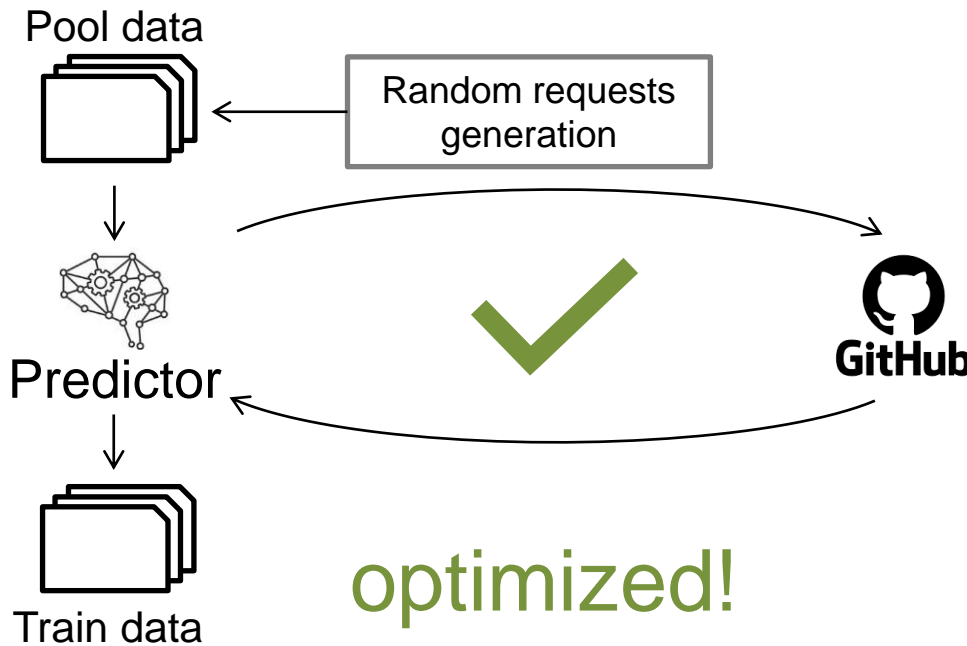 Pool data
Random requests
generation
Predictor
GitHub
optimized!
Train data